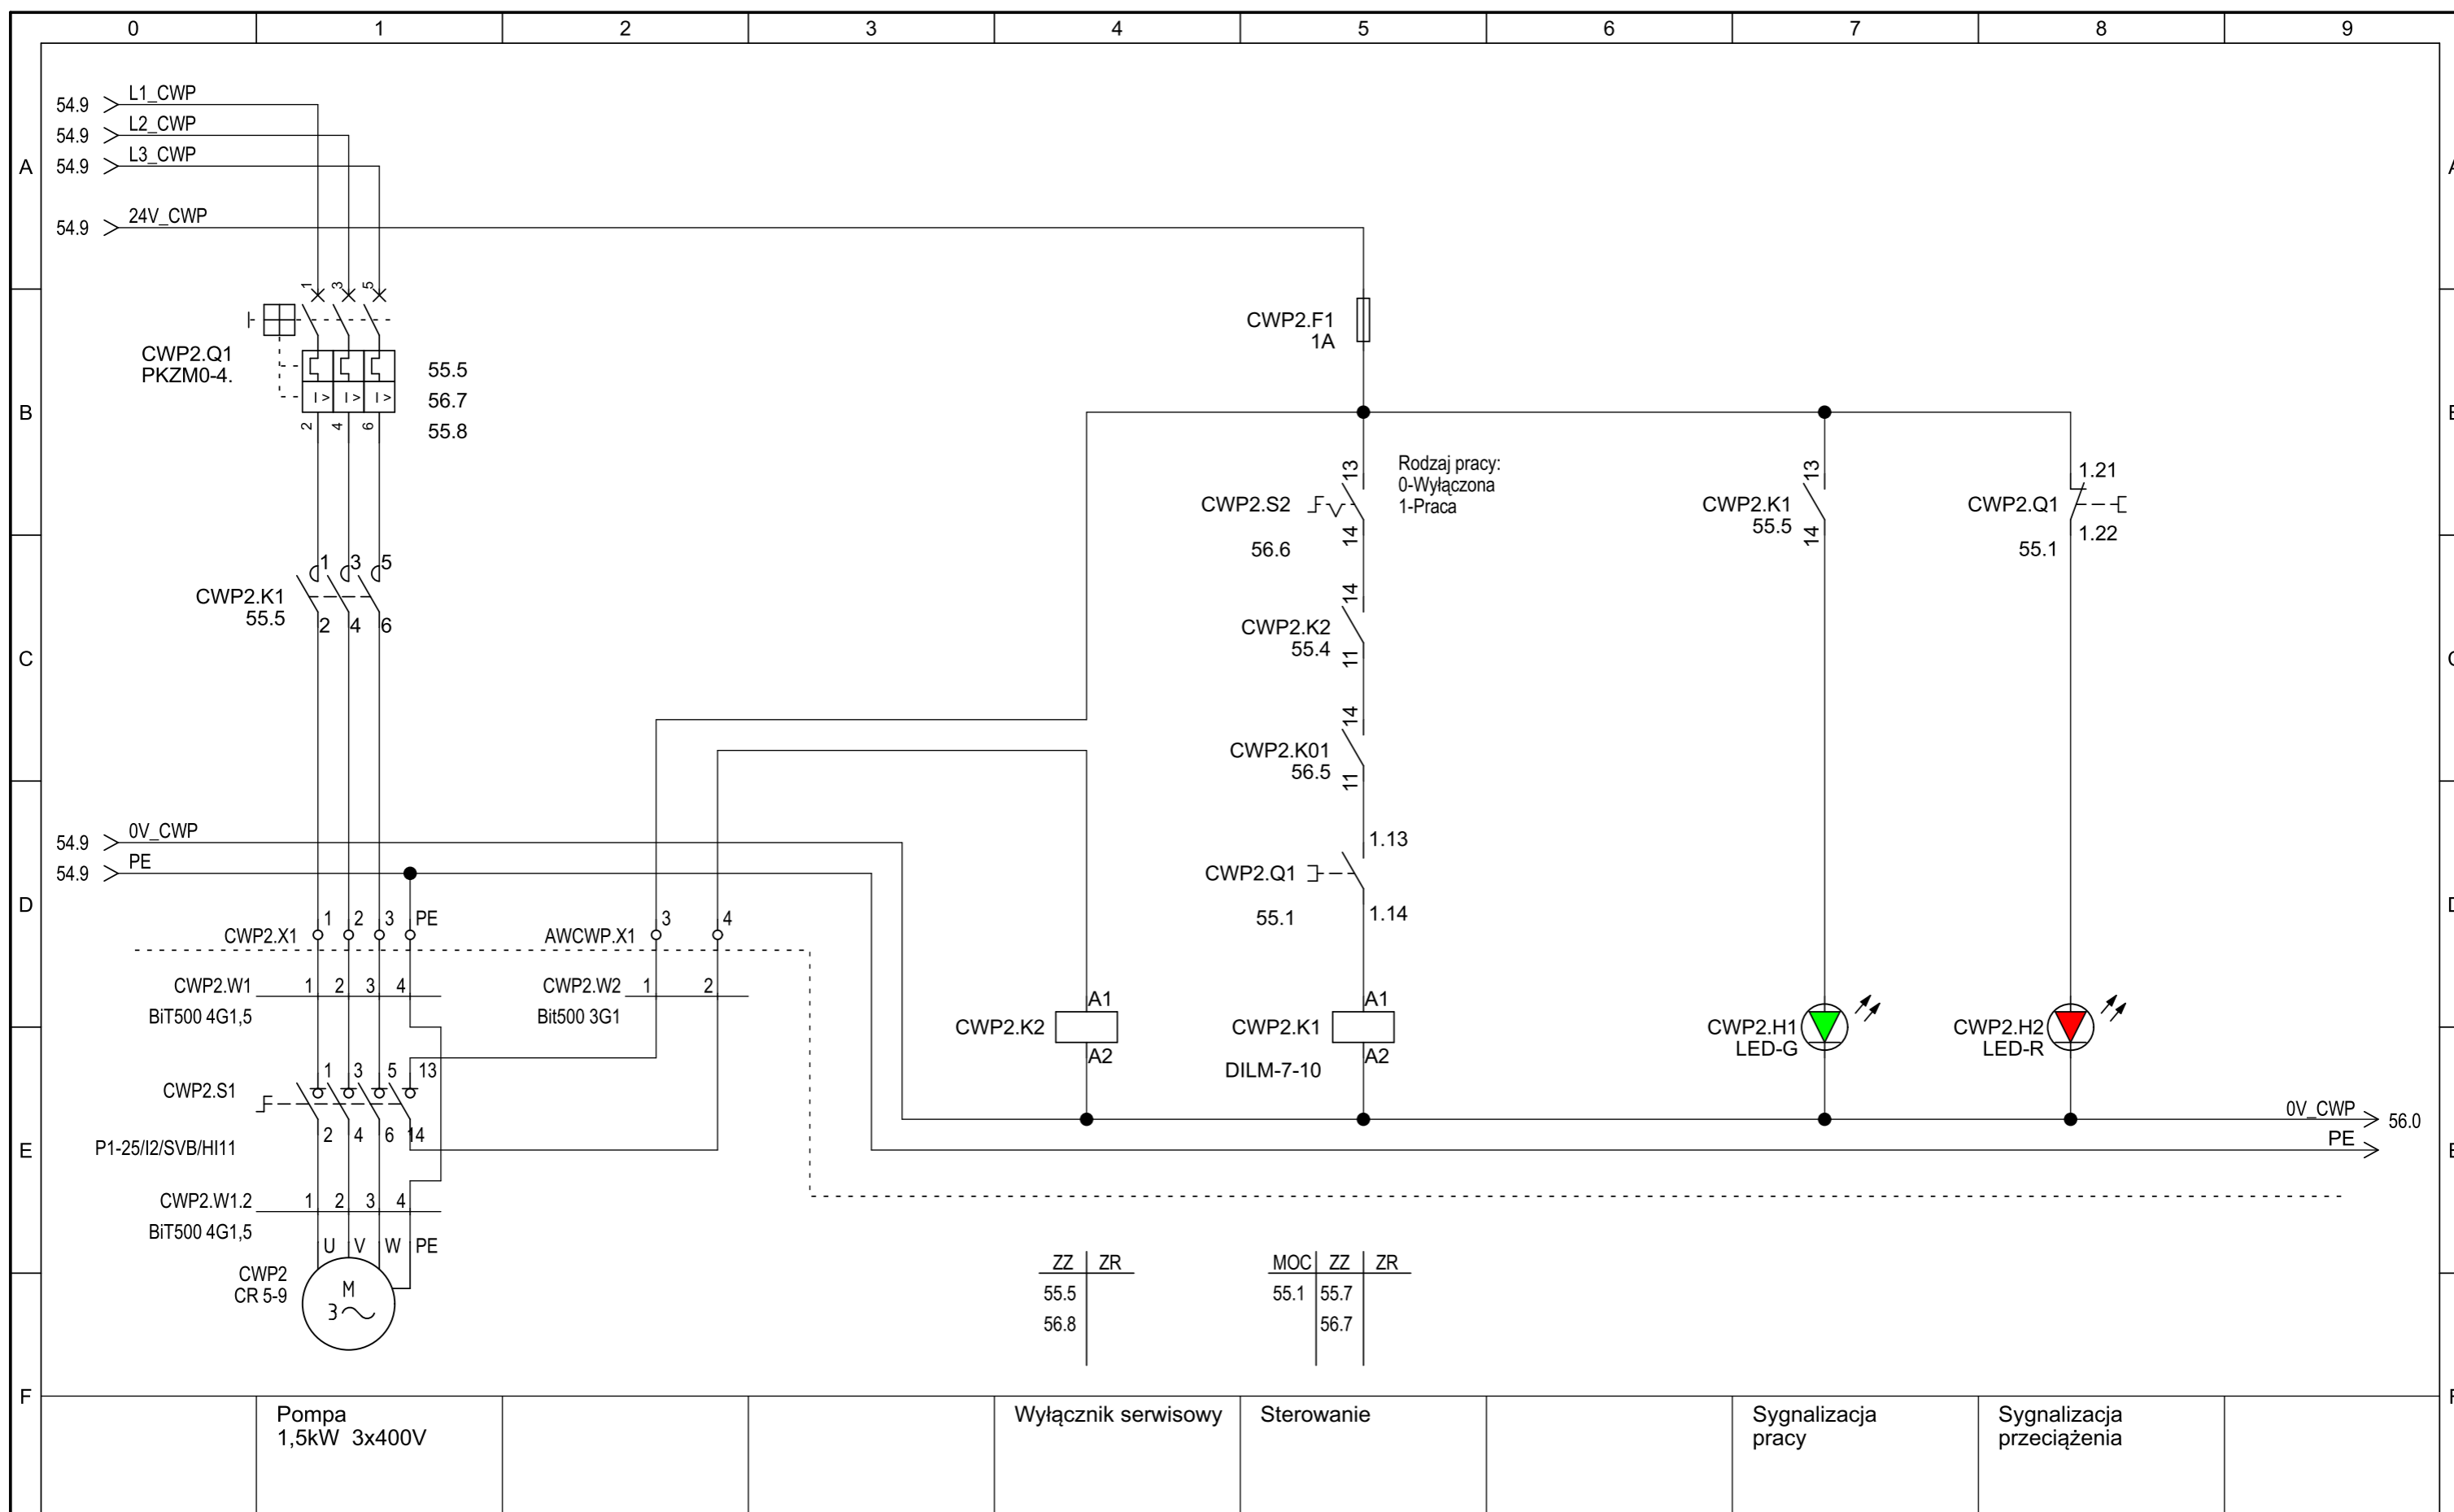 0 1 2 3 4 5 6 7 8 9
54.9 L1_CWP
54.9 L2_CWP
54.9 L3_CWP
A
54.9 24V_CWP
1 3 5
CWP2.Q1
PKZM0-4.
I > I > I >
2 4 6
55.5
56.7
55.8
CWP2.F1
1A
B
13
CWP2.S2
14
56.6
Rodzaj pracy:
0-Wyłączona
1-Praca
13
CWP2.K1
55.5
14
1.21
CWP2.Q1
1.22
55.1
1 3 5
CWP2.K1
55.5
2 4 6
14
CWP2.K2
55.4
11
C
14
CWP2.K01
56.5
11
54.9 0V_CWP
54.9 PE
1.13
CWP2.Q1
55.1
1.14
D
CWP2.X1 1 2 3 PE
AWCWP.X1 3 4
CWP2.W1 1 2 3 4
BiT500 4G1,5
CWP2.W2 1 2
Bit500 3G1
A1
CWP2.K2
A2
A1
CWP2.K1
A2
DILM-7-10
CWP2.H1
LED-G
CWP2.H2
LED-R
1 3 5 13
CWP2.S1
2 4 6 14
P1-25/I2/SVB/HI11
0V_CWP 56.0
PE
E
CWP2.W1.2 1 2 3 4
BiT500 4G1,5
U V W PE
CWP2
CR 5-9
M
3
ZZ ZR
55.5
56.8
MOC ZZ ZR
55.1 55.7
56.7
F
Pompa
1,5kW 3x400V
Wyłącznik serwisowy
Sterowanie
Sygnalizacja
pracy
Sygnalizacja
przeciążenia